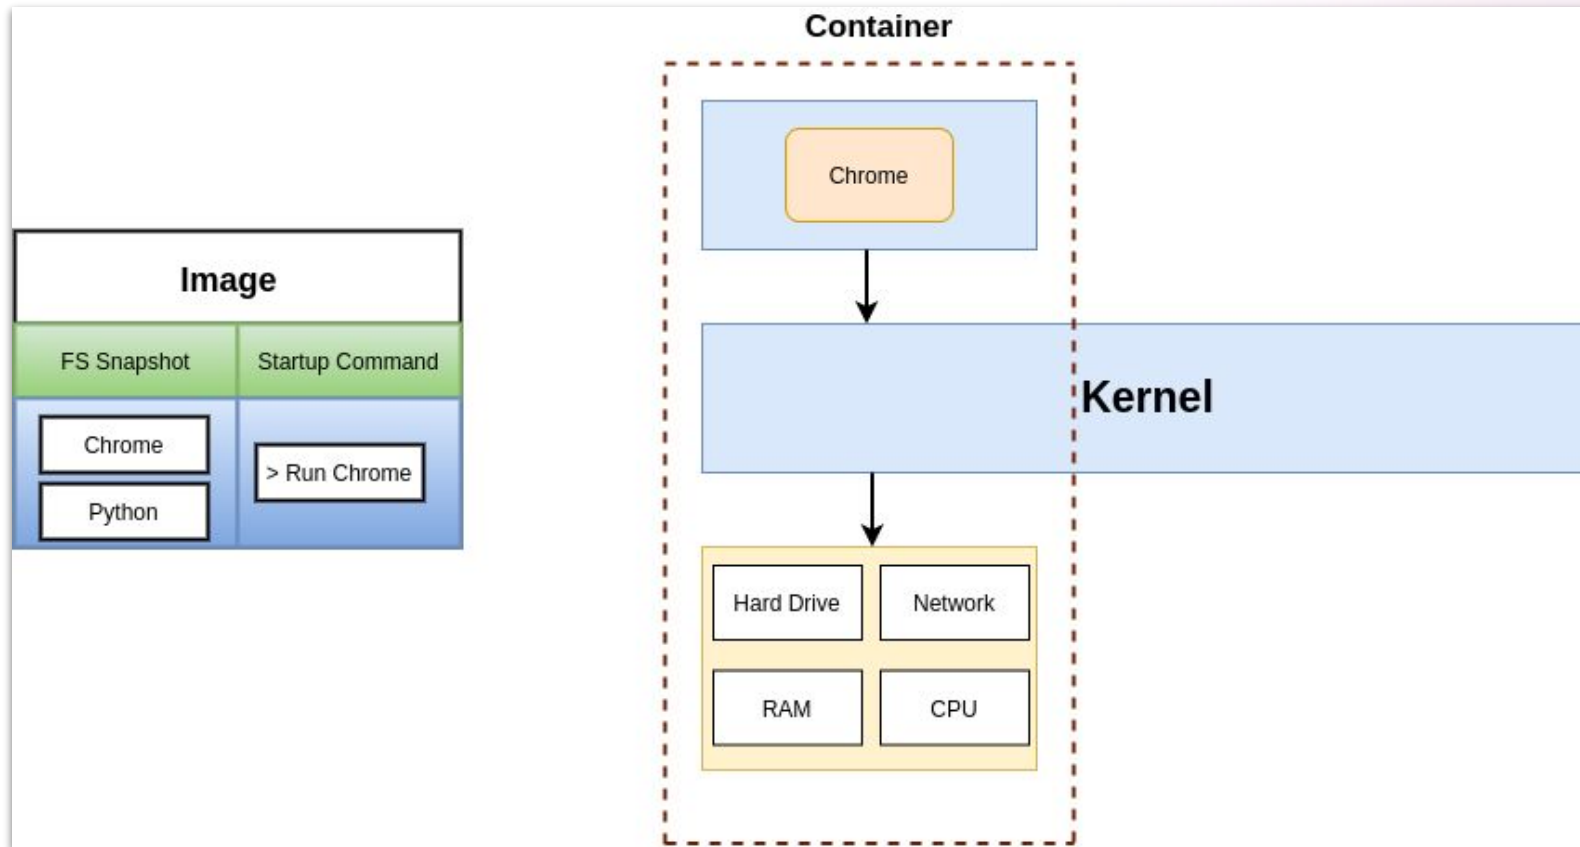 Container
Chrome
Image
FS Snapshot
Startup Command
Chrome
Python
> Run Chrome
Kernel
Hard Drive
Network
RAM
CPU